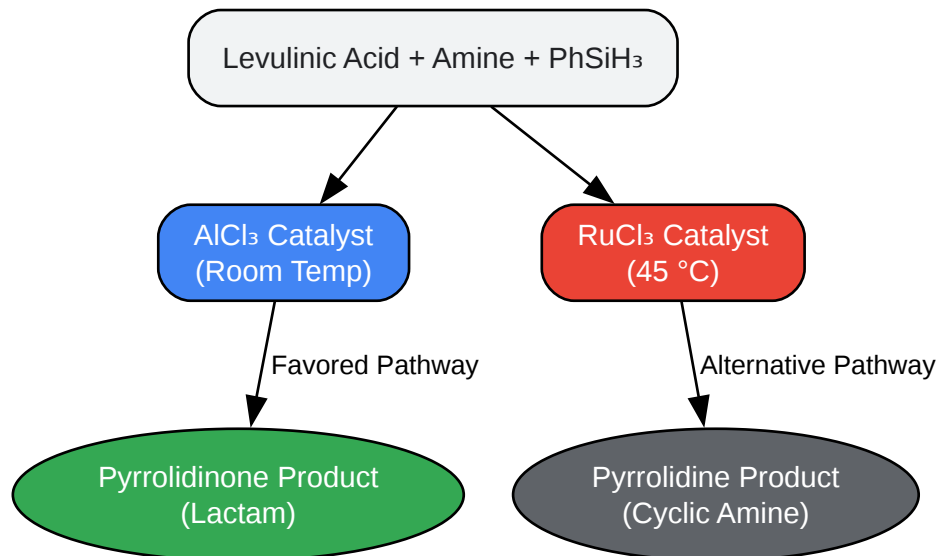 Levulinic Acid + Amine + PhSiH₃
AlCl₃ Catalyst
(Room Temp)
RuCl₃ Catalyst
(45 °C)
Favored Pathway
Alternative Pathway
Pyrrolidinone Product
(Lactam)
Pyrrolidine Product
(Cyclic Amine)